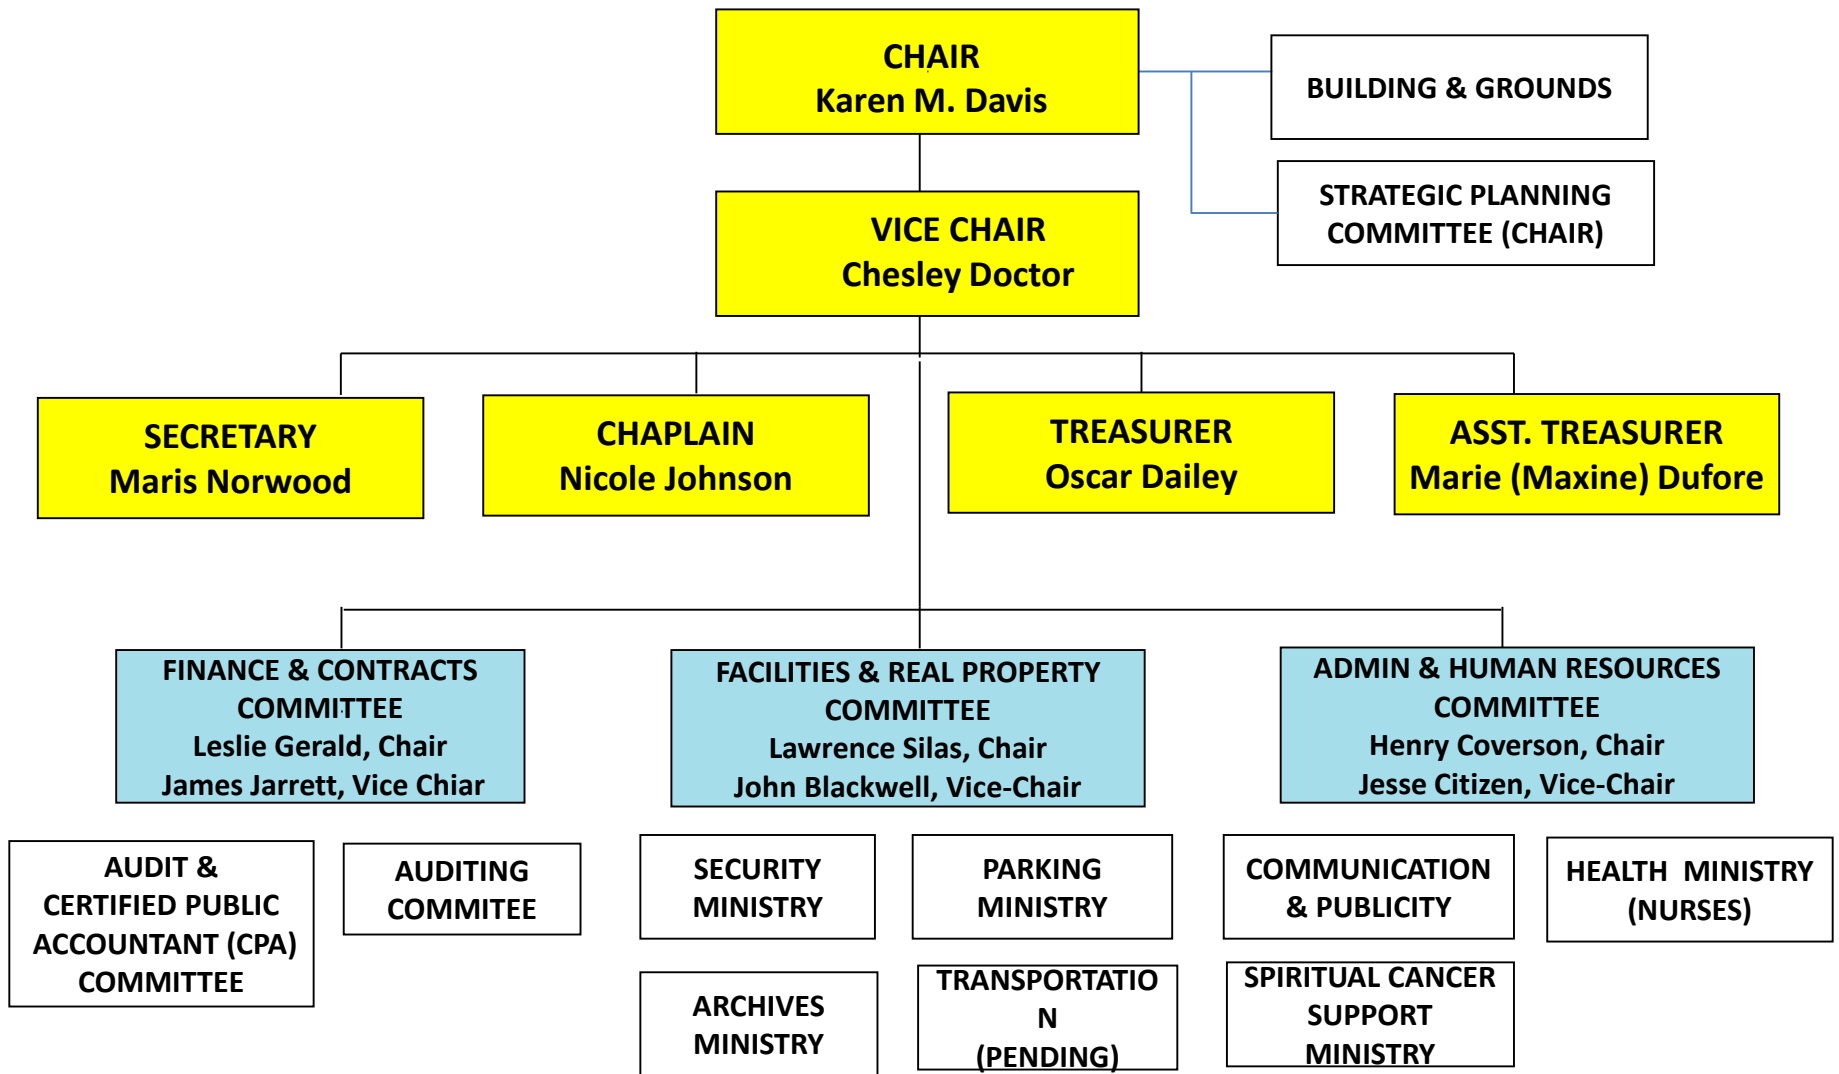 CHAIR
Karen M. Davis
BUILDING & GROUNDS
STRATEGIC PLANNING
COMMITTEE (CHAIR)
VICE CHAIR
Chesley Doctor
SECRETARY
Maris Norwood
CHAPLAIN
Nicole Johnson
TREASURER
Oscar Dailey
ASST. TREASURER
Marie (Maxine) Dufore
FINANCE & CONTRACTS
COMMITTEE
Leslie Gerald, Chair
James Jarrett, Vice Chiar
FACILITIES & REAL PROPERTY
COMMITTEE
Lawrence Silas, Chair
John Blackwell, Vice-Chair
ADMIN & HUMAN RESOURCES
COMMITTEE
Henry Coverson, Chair
Jesse Citizen, Vice-Chair
AUDIT &
CERTIFIED PUBLIC
ACCOUNTANT (CPA)
COMMITTEE
AUDITING
COMMITEE
SECURITY
MINISTRY
PARKING
MINISTRY
COMMUNICATION
& PUBLICITY
HEALTH  MINISTRY
(NURSES)
ARCHIVES
MINISTRY
TRANSPORTATIO
N
(PENDING)
SPIRITUAL CANCER
SUPPORT
MINISTRY